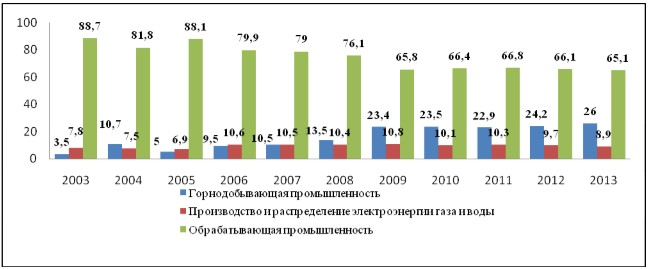 100
80
60
40
20
0
3,5 7,8 88,7
10,7 7,5 81,8
5 6,9 88,1
9,5 10,6 79,9
10,5 10,5 79
13,5 10,4 76,1
23,4 10,8 65,8
23,5 10,1 66,4
22,9 10,3 66,8
24,2 9,7 66,1
26 8,9 65,1
2003 2004 2005 2006 2007 2008 2009 2010 2011 2012 2013
Горнодобывающая промышленность
Производство и распределение электроэнергии газа и воды
Обрабатывающая промышленность